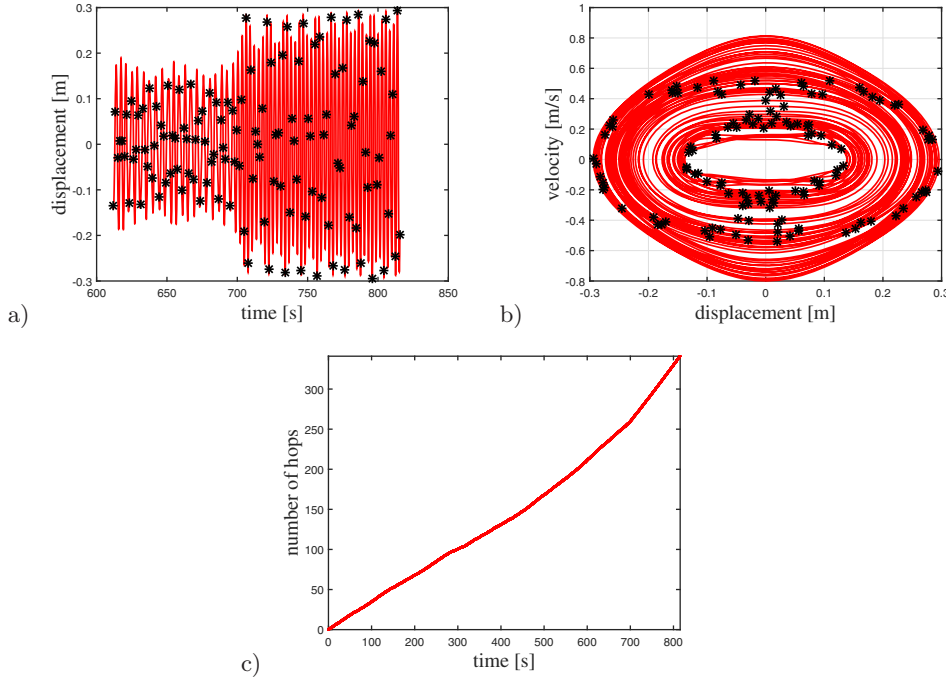 0.3
0.2
0.1
0
-0.1
-0.2
-0.3
displacement [m]
600 650 700 750 800 850
time [s]
a)
1
0.8
0.6
0.4
0.2
0
-0.2
-0.4
-0.6
-0.8
velocity [m/s]
-0.3 -0.2 -0.1 0 0.1 0.2 0.3
displacement [m]
b)
300
250
200
150
100
50
0
number of hops
0 100 200 300 400 500 600 700 800
time [s]
c)